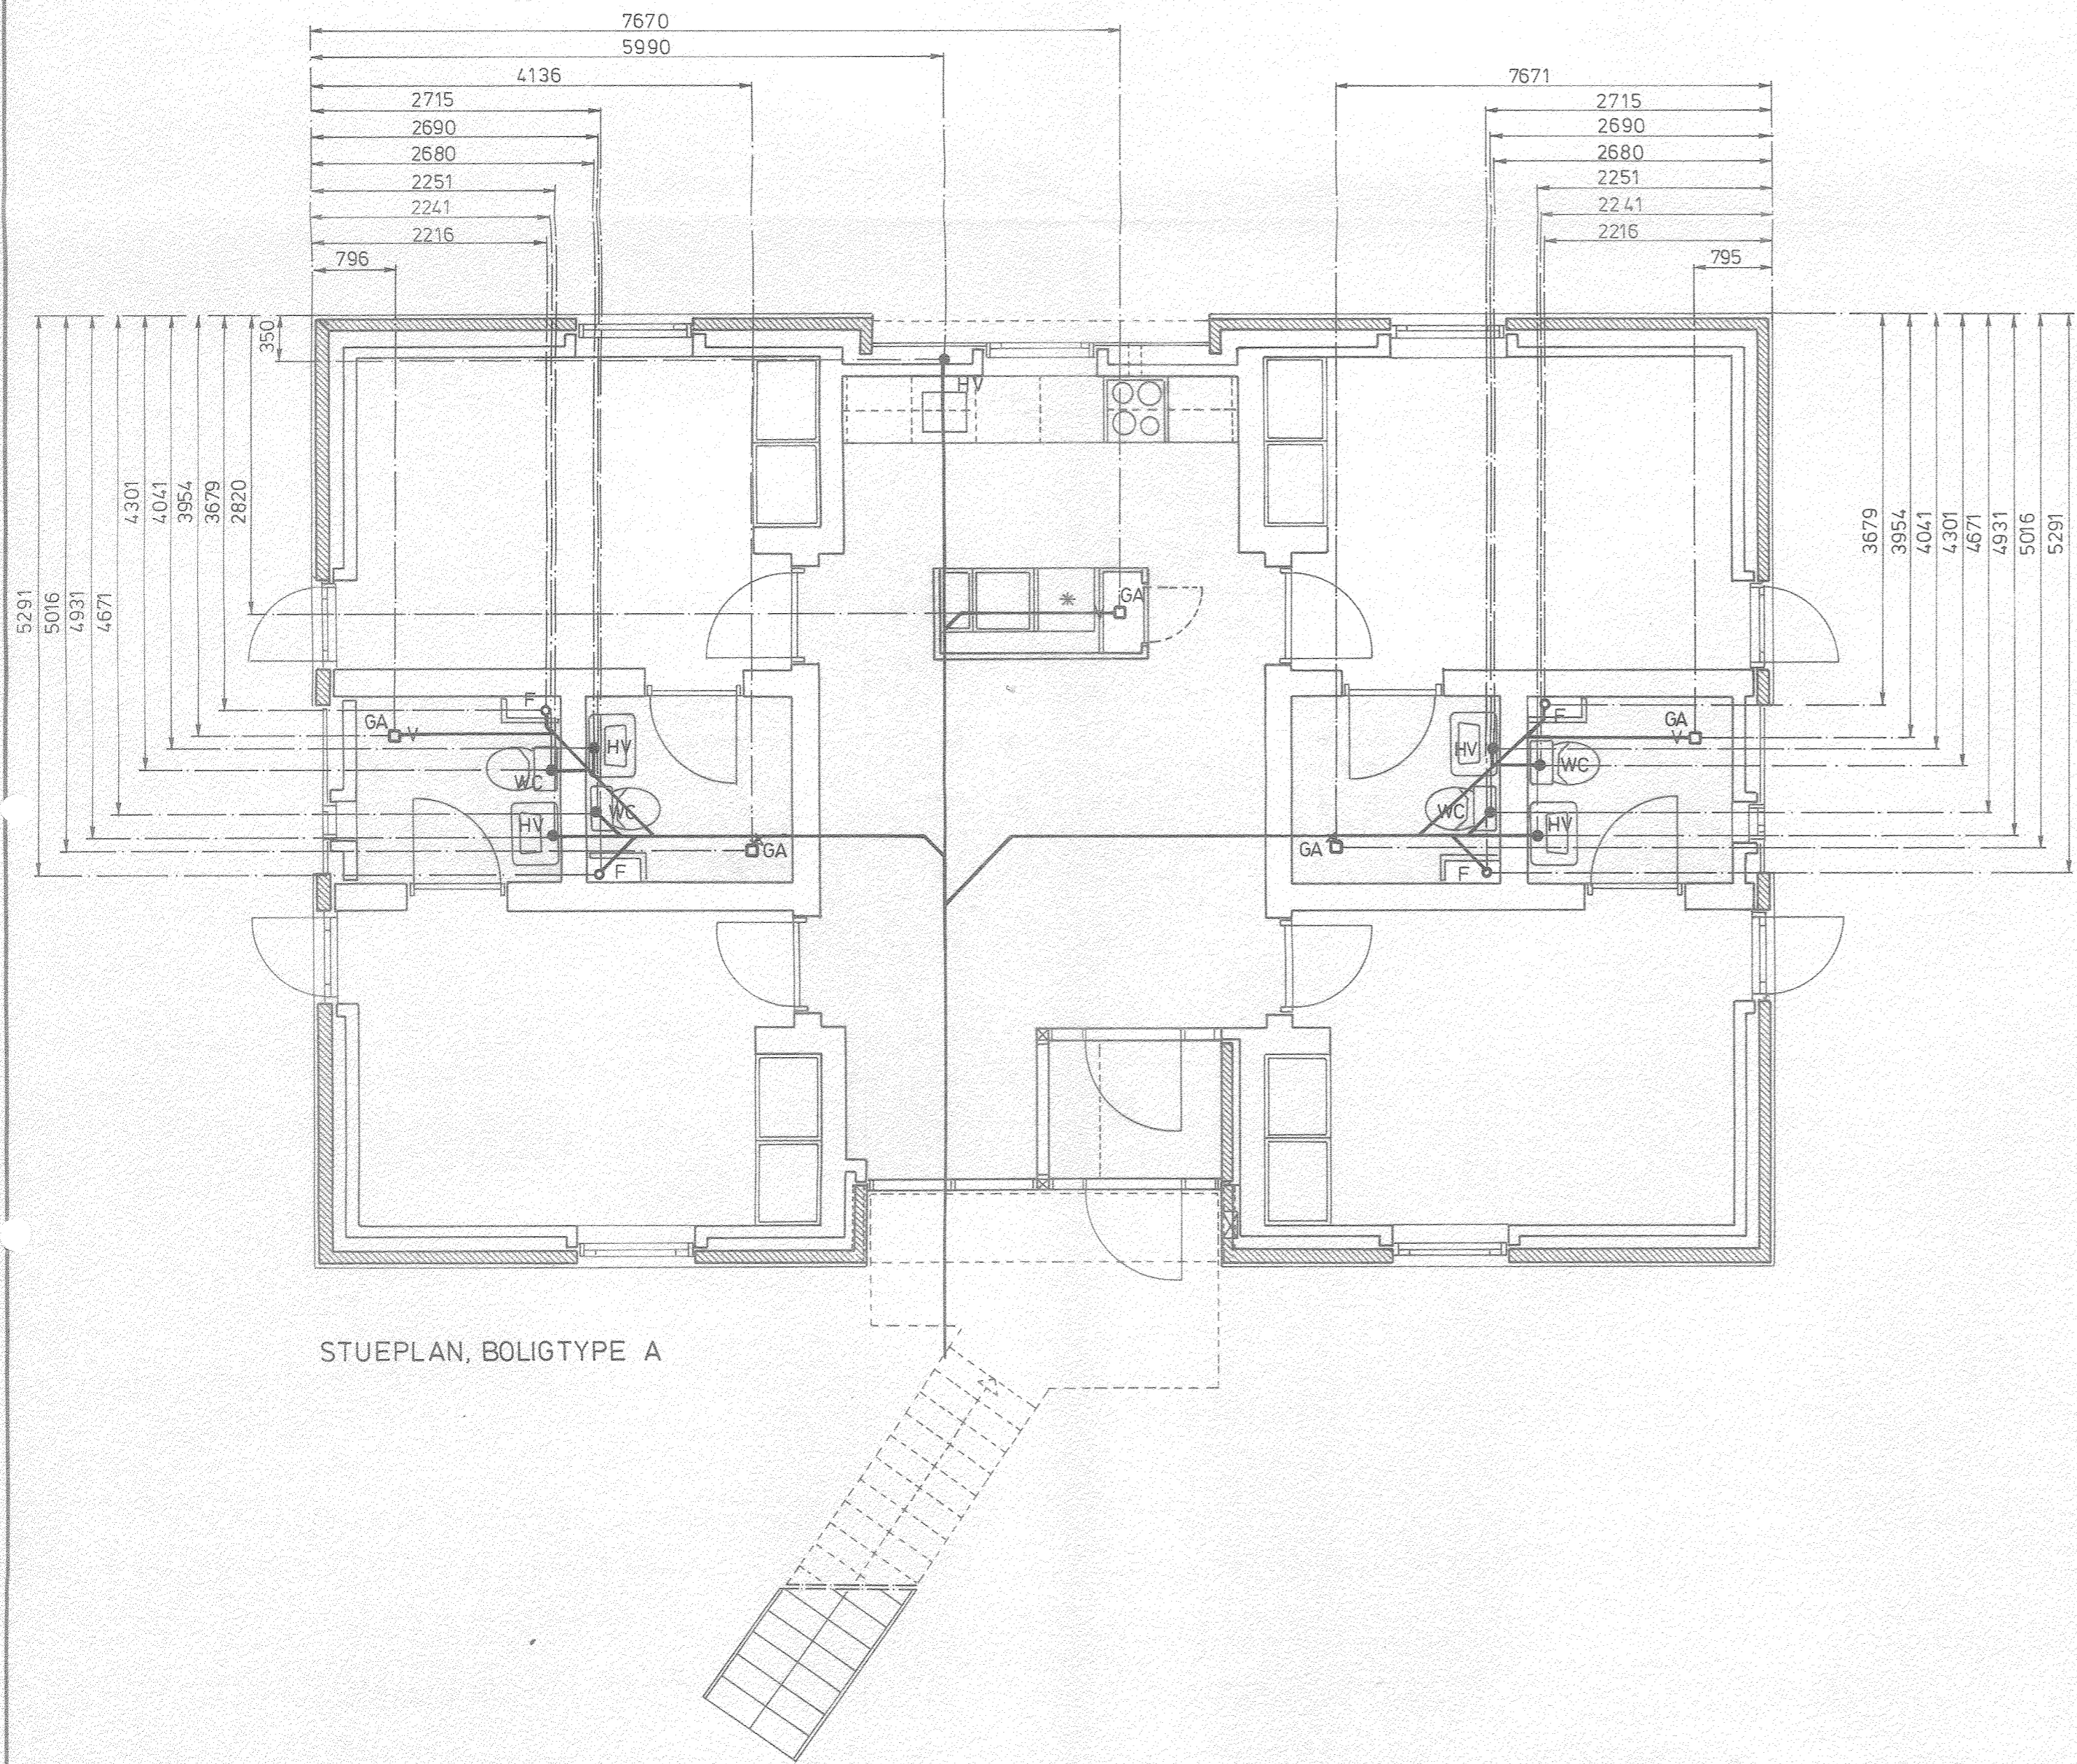 7670
5990
4136
7671
2715
2715
2690
2690
2680
2680
2251
2251
2241
2241
2216
2216
796
795
350
HV
4301
4041
3954
3679
2820
5291
5016
4931
4671
3679
3954
4041
4301
4671
4931
5016
5291
* GA
V
F
F
GA
V
GA
V
HV
HV
WC
WC
WC
WC
HV
HV
GA
GA
F
F
STUEPLAN, BOLIGTYPE A